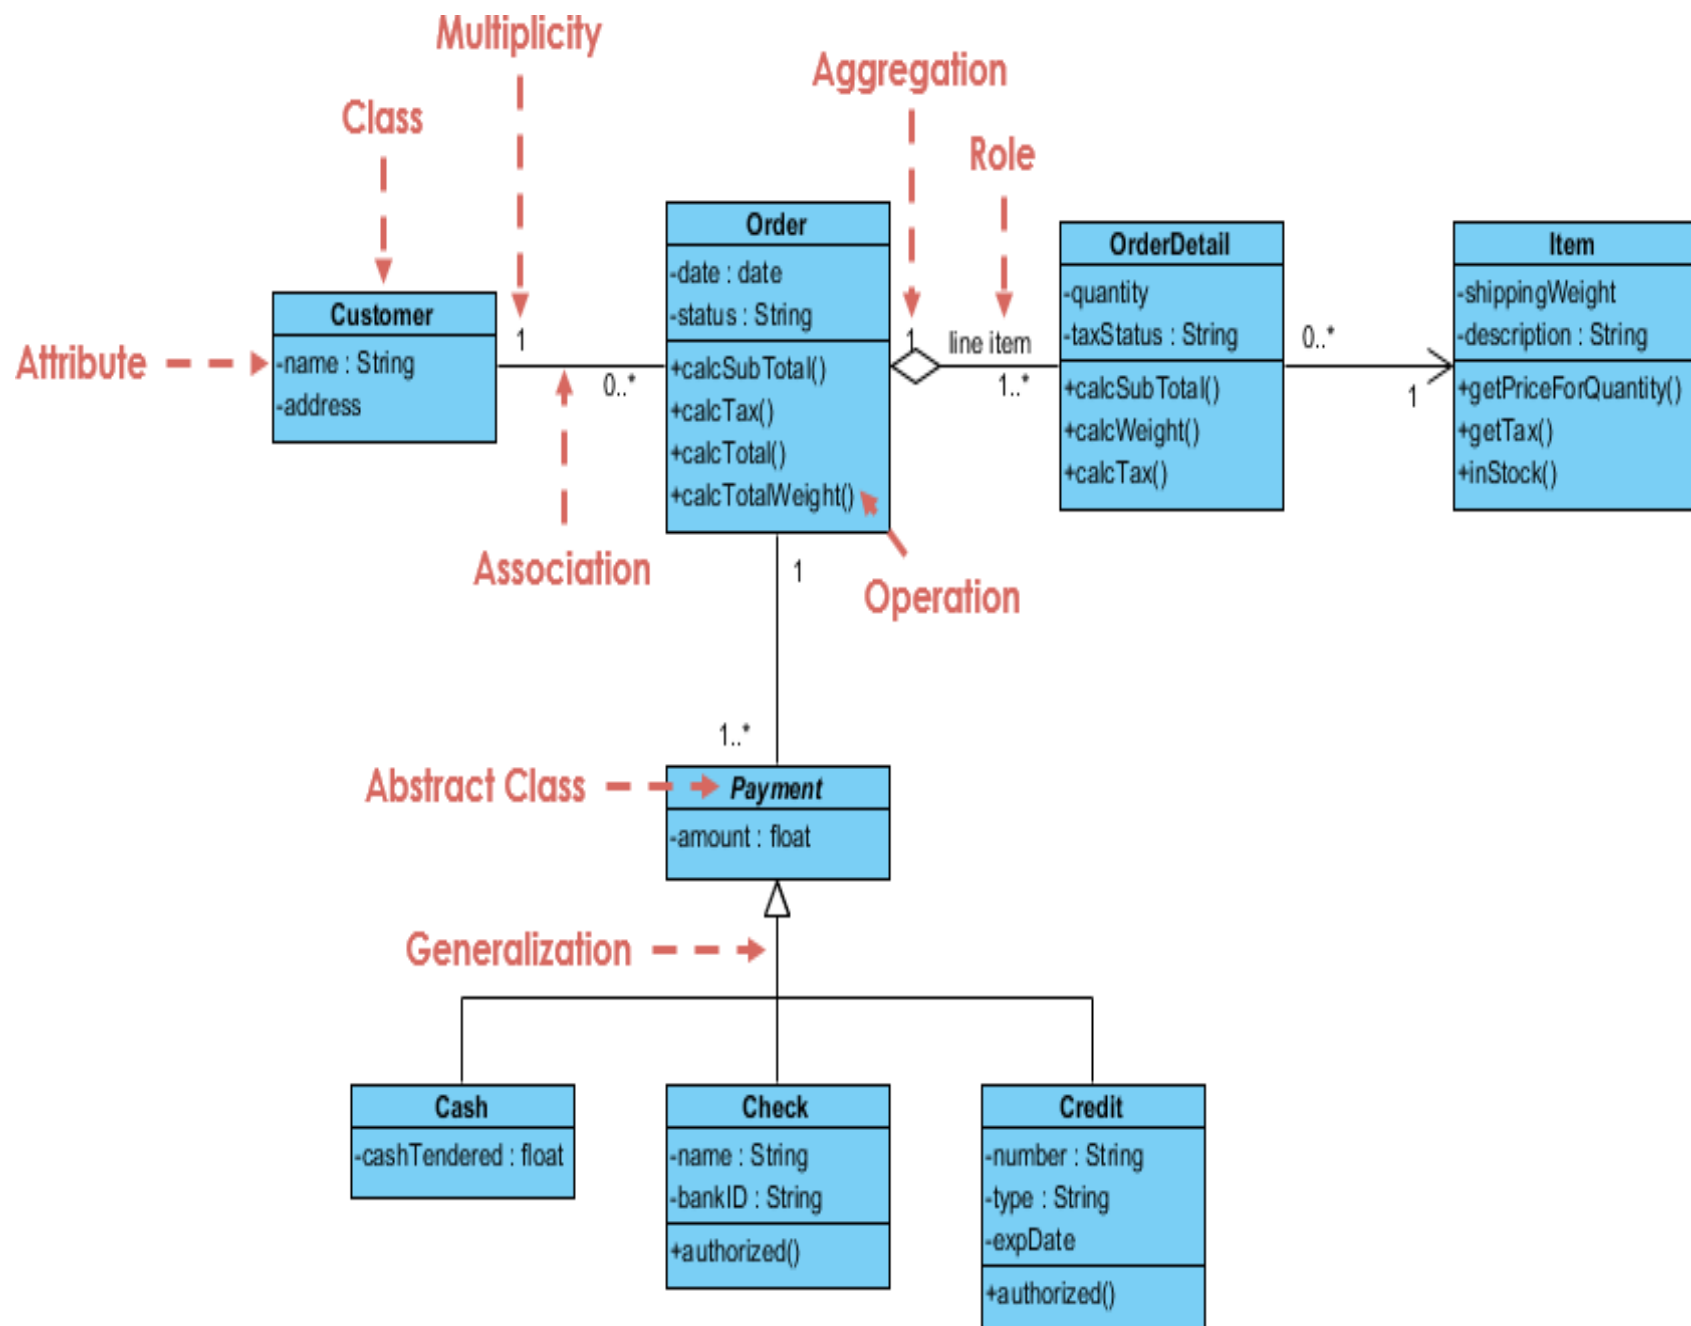 Multiplicity
Aggregation
Class
Role
Attribute
Customer
-name : String
-address
1
0..*
Association
Order
-date : date
-status : String
+calcSubTotal()
+calcTax()
+calcTotal()
+calcTotalWeight()
Operation
1
line item
1..*
OrderDetail
-quantity
-taxStatus : String
+calcSubTotal()
+calcWeight()
+calcTax()
0..*
1
Item
-shippingWeight
-description : String
+getPriceForQuantity()
+getTax()
+inStock()
1
1..*
Abstract Class
Payment
-amount : float
Generalization
Cash
-cashTendered : float
Check
-name : String
-bankID : String
+authorized()
Credit
-number : String
-type : String
-expDate
+authorized()